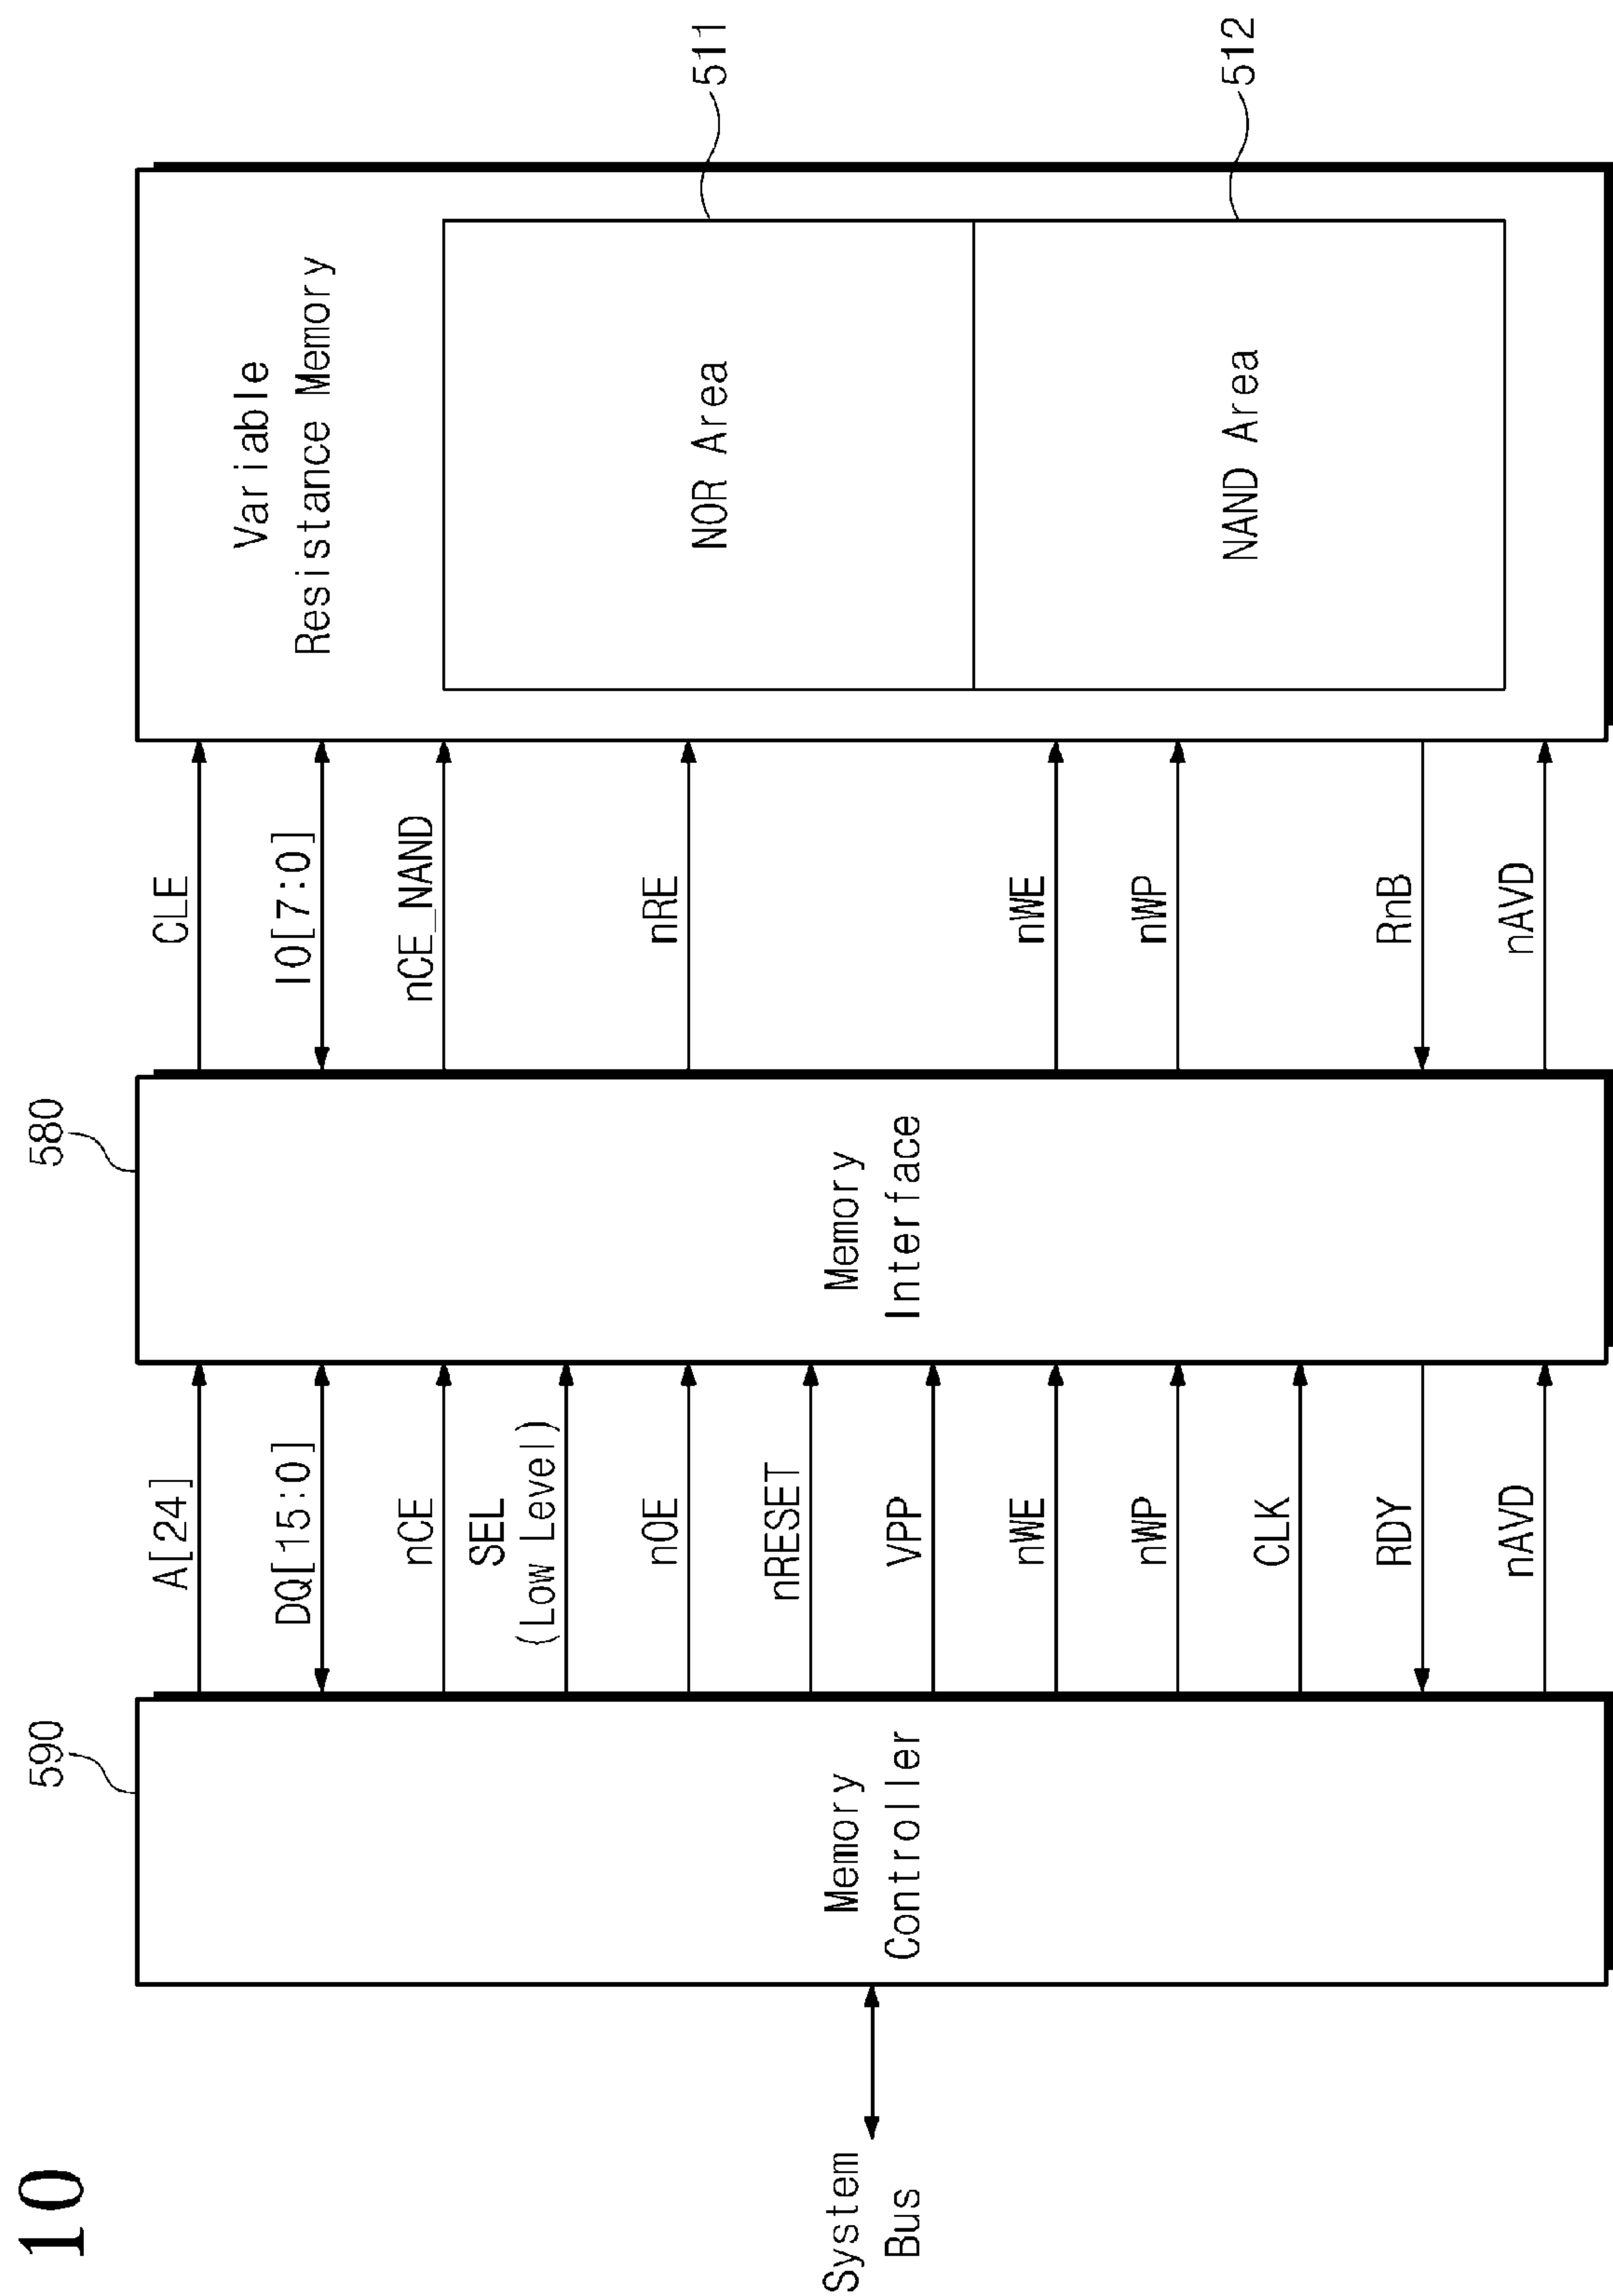 10
590
580
System
Bus
Memory
Controller
A[24]
DQ[15:0]
nCE
SEL
(Low Level)
nOE
nRESET
VPP
nWE
nWP
CLK
RDY
nAVD
Memory
Interface
CLE
IO[7:0]
nCE_NAND
nRE
nWE
nWP
RnB
nAVD
Variable
Resistance Memory
NOR Area
NAND Area
511
512